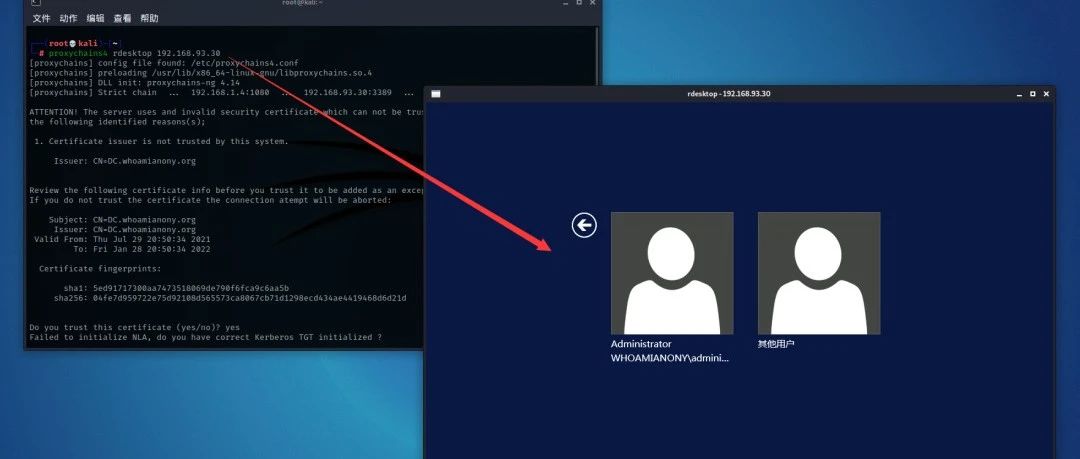 root@kali:~
文件 动作 编辑 查看 帮助
root💀kali)-[~]
# proxychains4 rdesktop 192.168.93.30
[proxychains] config file found: /etc/proxychains4.conf
[proxychains] preloading /usr/lib/x86_64-linux-gnu/libproxychains.so.4
[proxychains] DLL init: proxychains-ng 4.14
[proxychains] Strict chain ... 192.168.1.4:1080 ... 192.168.93.30:3389 ...
ATTENTION! The server uses and invalid security certificate which can not be trus
the following identified reasons(s);
1. Certificate issuer is not trusted by this system.
Issuer: CN=DC.whoamianony.org
Review the following certificate info before you trust it to be added as an excep
If you do not trust the certificate the connection atempt will be aborted:
Subject: CN=DC.whoamianony.org
Issuer: CN=DC.whoamianony.org
Valid From: Thu Jul 29 20:50:34 2021
To: Fri Jan 28 20:50:34 2022
Certificate fingerprints:
sha1: 5ed91717300aa7473518069de790f6fca9c6aa5b
sha256: 04fe7d959722e75d92108d565573ca8067cb71d1298ecd434ae4419468d6d21d
Do you trust this certificate (yes/no)? yes
Failed to initialize NLA, do you have correct Kerberos TGT initialized ?
rdesktop - 192.168.93.30
Administrator
WHOAMIANONY\admini...
其他用户